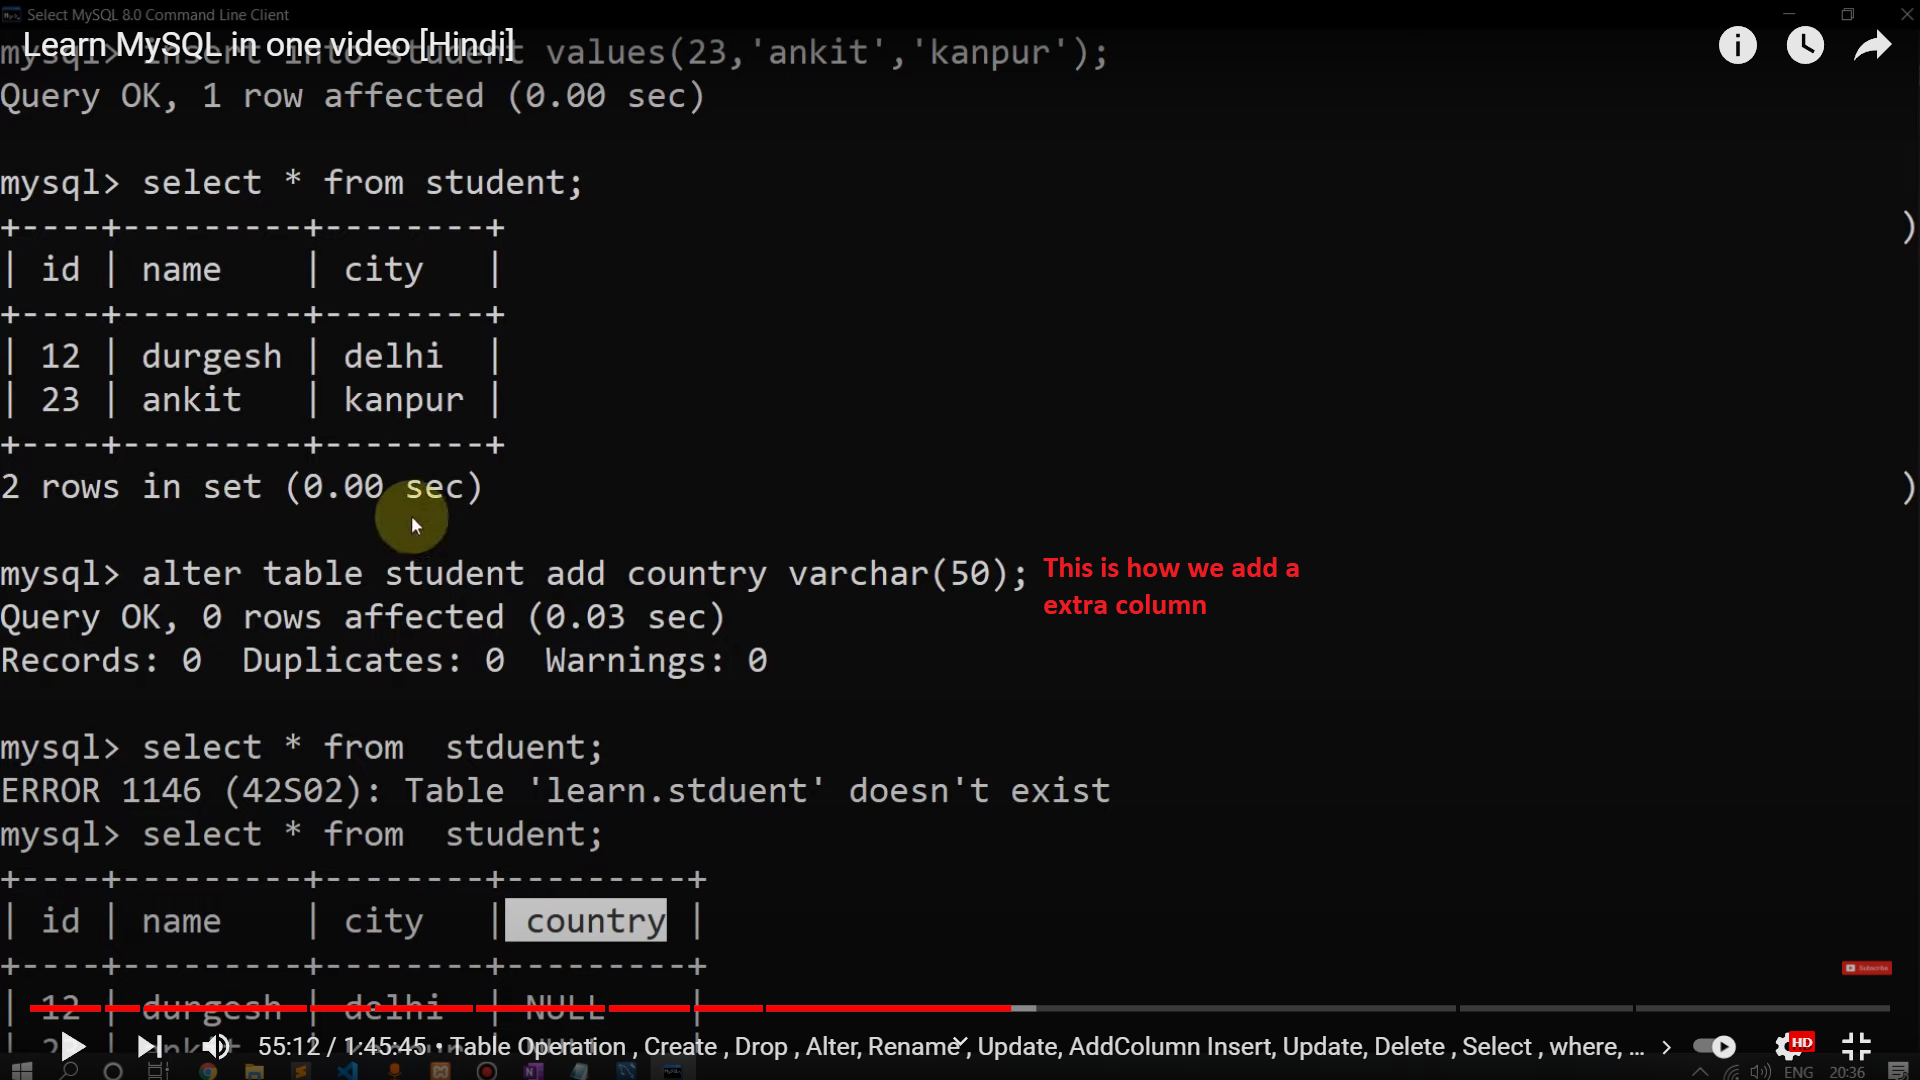 Select MySQL 8.0 Command Line Client
Learn MySQL in one video [Hindi]
mysql> insert into student values(23,'ankit','kanpur');
Query OK, 1 row affected (0.00 sec)
mysql> select * from student;
+----+---------+--------+
| id | name    | city   |
+----+---------+--------+
| 12 | durgesh | delhi  |
| 23 | ankit   | kanpur |
+----+---------+--------+
2 rows in set (0.00 sec)
mysql> alter table student add country varchar(50);
This is how we add a
extra column
Query OK, 0 rows affected (0.03 sec)
Records: 0  Duplicates: 0  Warnings: 0
mysql> select * from  stduent;
ERROR 1146 (42S02): Table 'learn.stduent' doesn't exist
mysql> select * from  student;
+----+---------+--------+---------+
| id | name    | city   | country |
+----+---------+--------+---------+
| 12 | durgesh | delhi  | NULL    |
Subscribe
55:12 / 1:45:45 • Table Operation , Create , Drop , Alter, Rename , Update, AddColumn Insert, Update, Delete , Select , where, ...
HD
ENG 20:36